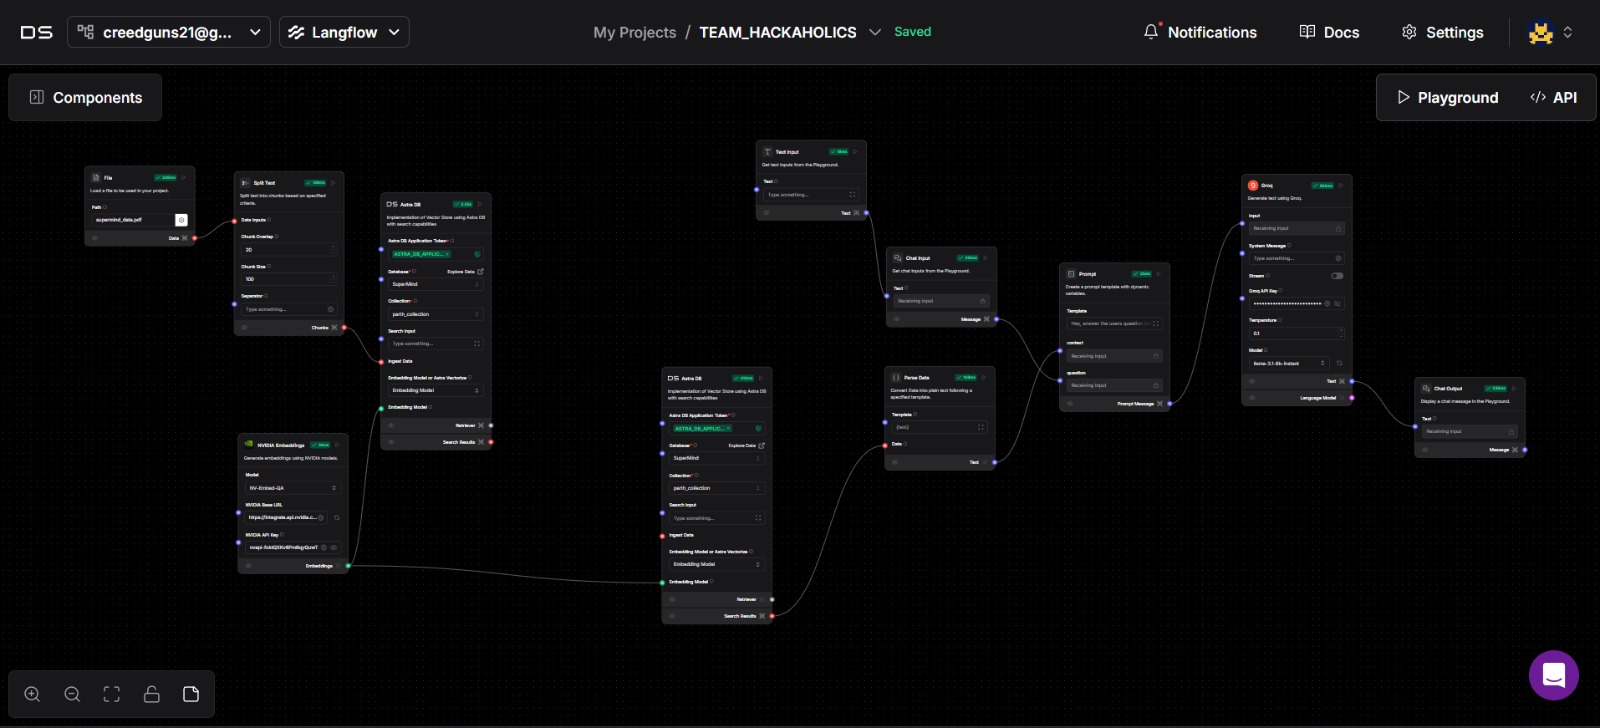 DS
creedguns21@g...
Langflow
My Projects / TEAM_HACKAHOLICS
Saved
Notifications
Docs
Settings
Components
Playground
API
File
Load a file to be used in your project.
Path
supermind_data.pdf
Data
Split Text
Split text into chunks based on specified
criteria.
Data Inputs
Chunk Overlap
20
Chunk Size
100
Separator
Type something...
Chunks
DS Astra DB
Implementation of Vector Store using Astra DB
with search capabilities
Astra DB Application Token*
ASTRA_DB_APPLIC...
Database*
Explore Data
SuperMind
Collection*
parth_collection
Search Input
Type something...
Ingest Data
Embedding Model or Astra Vectorize
Embedding Model
Embedding Model
Retriever
Search Results
NVIDIA Embeddings
Generate embeddings using NVIDIA models.
Model
NV-Embed-QA
NVIDIA Base URL
https://integrate.api.nvidia.c...
NVIDIA API Key
Embeddings
DS Astra DB
Implementation of Vector Store using Astra DB
with search capabilities
Astra DB Application Token*
ASTRA_DB_APPLIC...
Database*
Explore Data
SuperMind
Collection*
parth_collection
Search Input
Type something...
Ingest Data
Embedding Model or Astra Vectorize
Embedding Model
Embedding Model
Retriever
Search Results
Text Input
Get text inputs from the Playground.
Text
Type something...
Text
Chat Input
Get chat inputs from the Playground.
Text
Receiving input
Message
Parse Data
Convert Data into plain text following a
specified template.
Template
{text}
Data
Text
Prompt
Create a prompt template with dynamic
variables.
Template
Hey, answer the users question
context
Receiving input
question
Receiving input
Prompt Message
Groq
Generate text using Groq.
Input
Receiving input
System Message
Type something...
Stream
Groq API Key
Temperature
0.1
Model
llama-3.1-8b-instant
Text
Language Model
Chat Output
Display a chat message in the Playground.
Text
Receiving input
Message